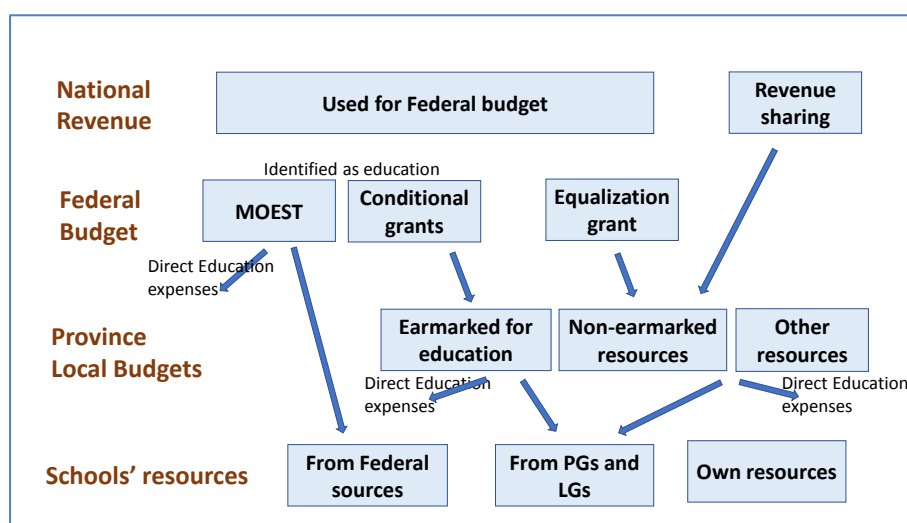 National
Revenue
Used for Federal budget
Revenue
sharing
Identified as education
Federal
Budget
MOEST
Conditional
grants
Equalization
grant
Direct Education
expenses
Province
Local Budgets
Earmarked for
education
Non-earmarked
resources
Other
resources
Direct Education
expenses
Direct Education
expenses
Schools’ resources
From Federal
sources
From PGs and
LGs
Own resources